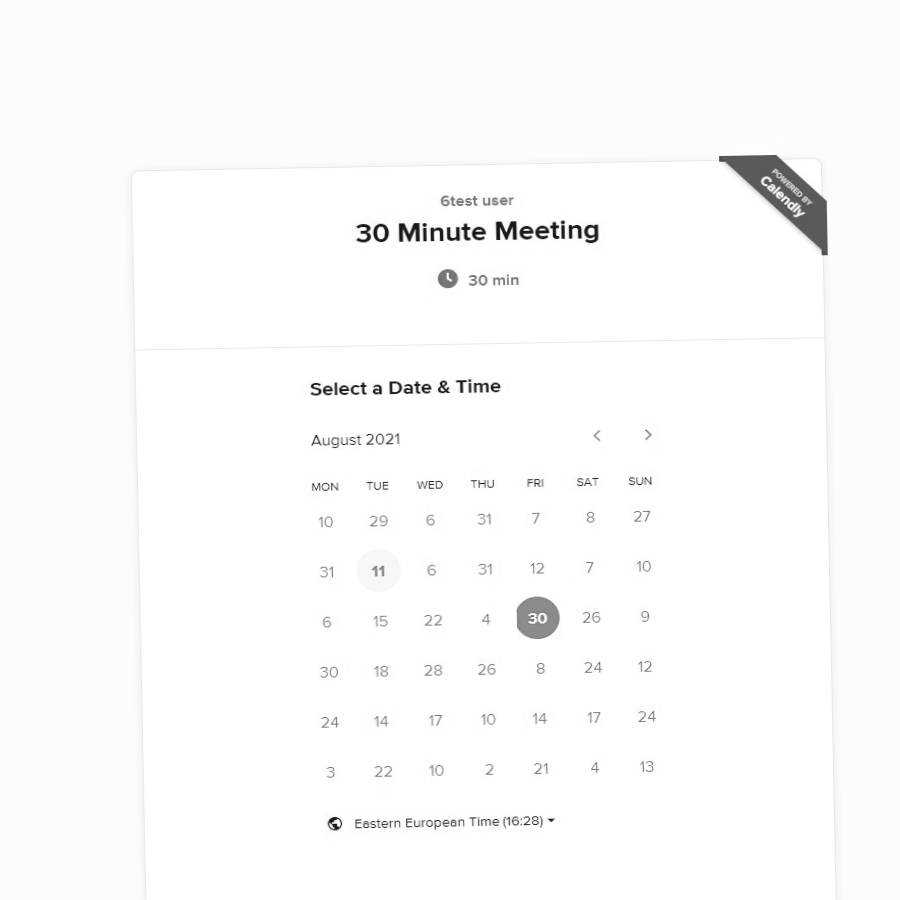 POWERED BY
Calendly
6test user
30 Minute Meeting
30 min
Select a Date & Time
August 2021
MON TUE WED THU FRI SAT SUN
10 29 6 31 7 8 27
31 11 6 31 12 7 10
6 15 22 4 30 26 9
30 18 28 26 8 24 12
24 14 17 10 14 17 24
3 22 10 2 21 4 13
Eastern European Time (16:28)